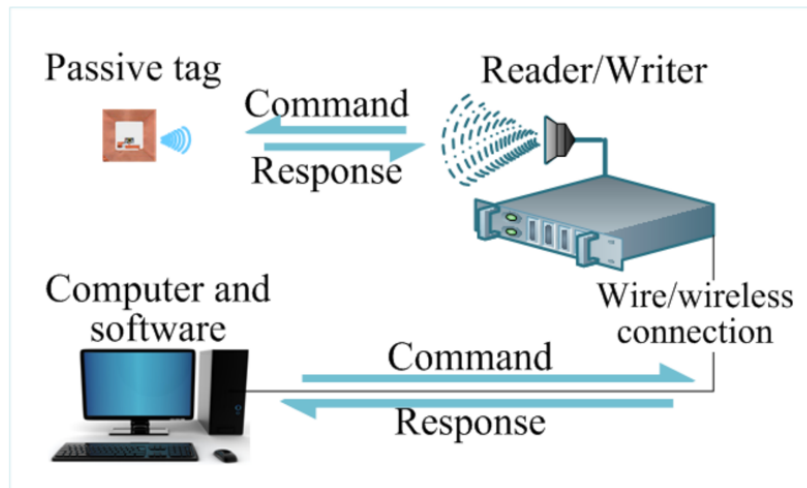 Passive tag
Reader/Writer
Command
Response
Computer and
software
Wire/wireless
connection
Command
Response